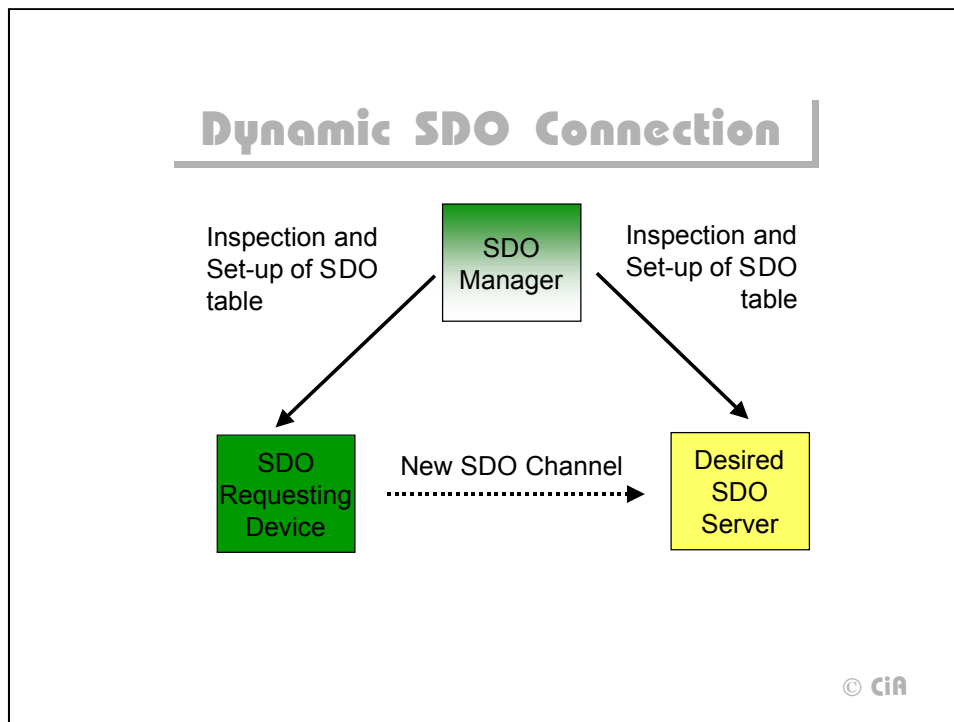 Dynamic SDO Connection
Inspection and
Set-up of SDO
table
SDO
Manager
Inspection and
Set-up of SDO
table
SDO
Requesting
Device
New SDO Channel
Desired
SDO
Server
© CiA